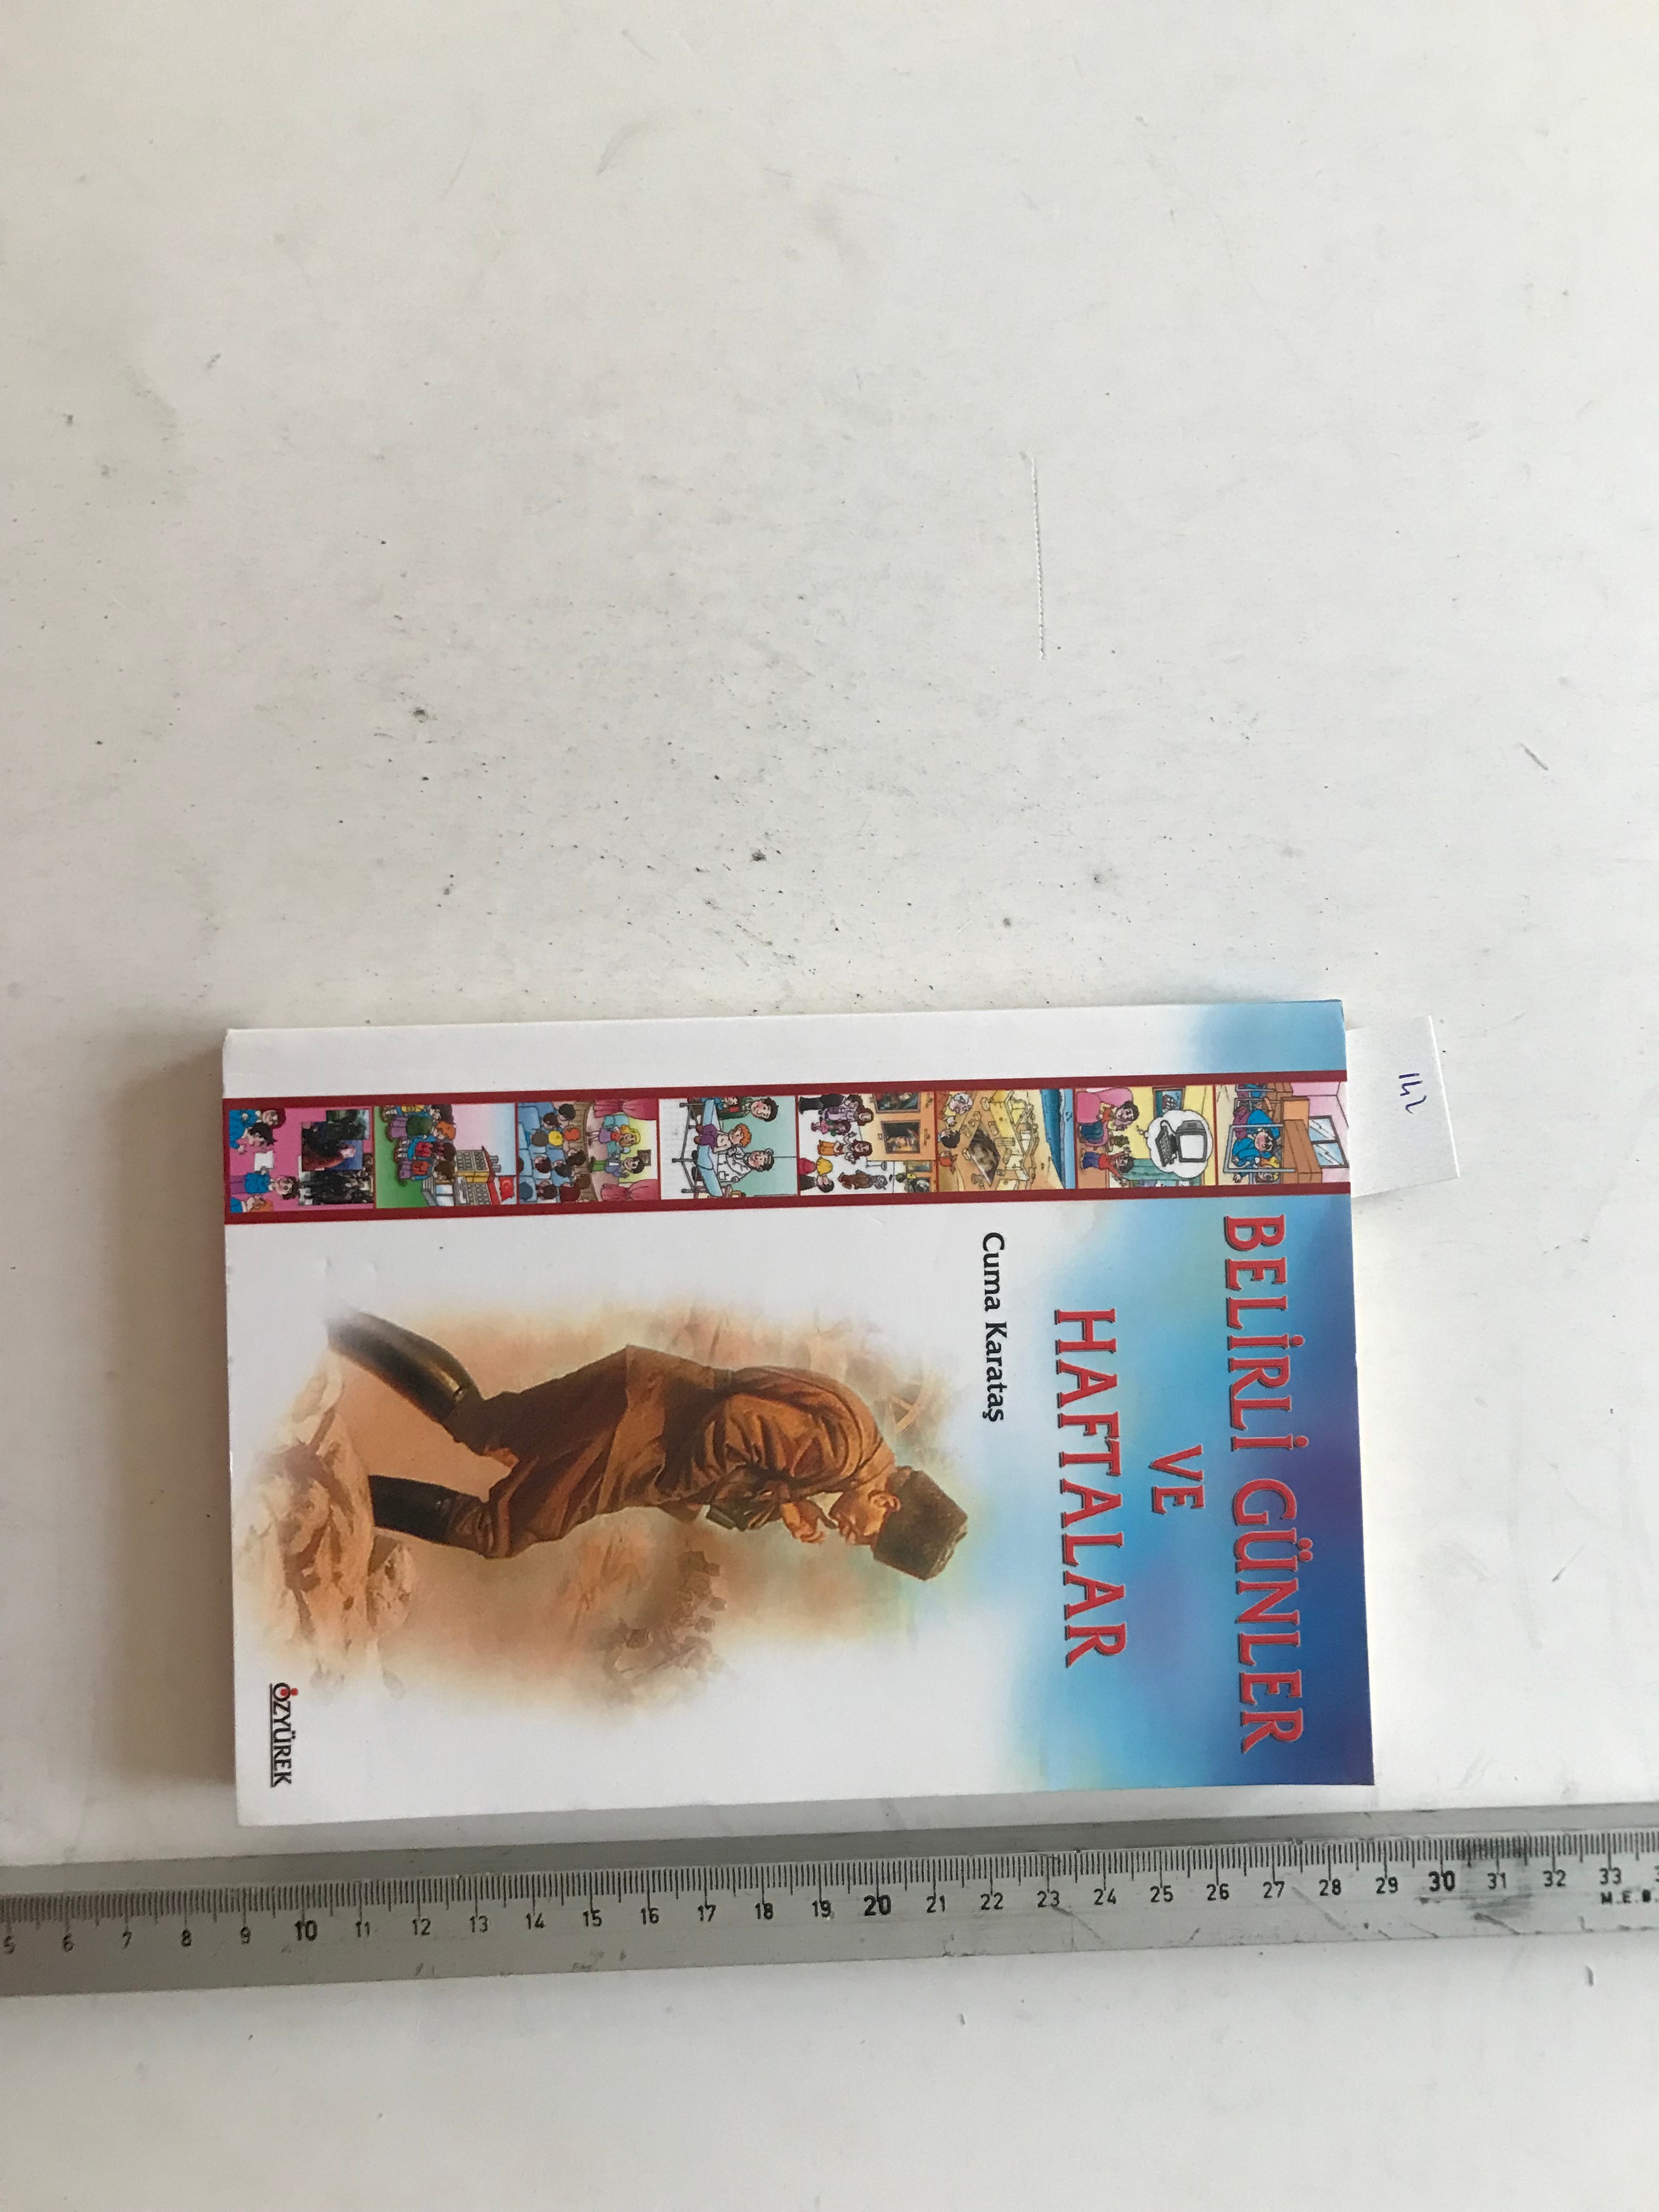 142
BELİRLİ GÜNLER
VE
HAFTALAR
Cuma Karataş
ÖZYÜREK
5 6 7 8 9 10 11 12 13 14 15 16 17 18 19 20 21 22 23 24 25 26 27 28 29 30 31 32 33
M.E.B.